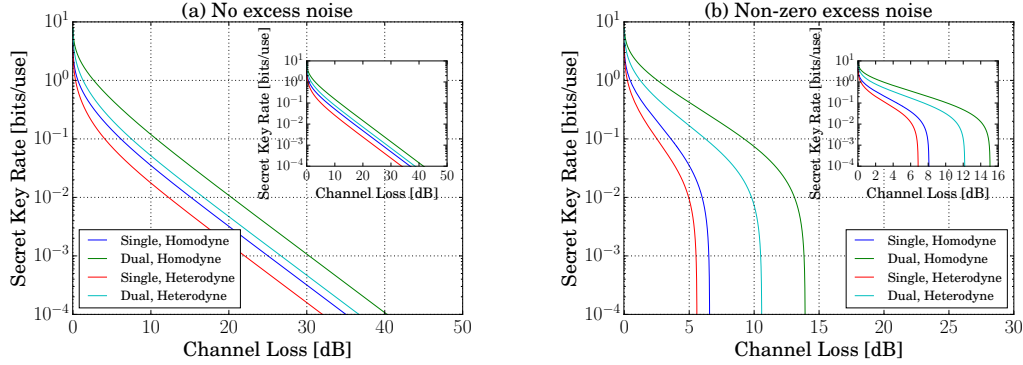 (a) No excess noise
Secret Key Rate [bits/use]
10^1
10^0
10^-1
10^-2
10^-3
10^-4
0 10 20 30 40 50
Channel Loss [dB]
Single, Homodyne
Dual, Homodyne
Single, Heterodyne
Dual, Heterodyne
Secret Key Rate [bits/use]
10^1
10^0
10^-1
10^-2
10^-3
10^-4
0 10 20 30 40 50
Channel Loss [dB]
(b) Non-zero excess noise
Secret Key Rate [bits/use]
10^1
10^0
10^-1
10^-2
10^-3
10^-4
0 5 10 15 20 25 30
Channel Loss [dB]
Secret Key Rate [bits/use]
10^1
10^0
10^-1
10^-2
10^-3
10^-4
0 2 4 6 8 10 12 14 16
Channel Loss [dB]
Single, Homodyne
Dual, Homodyne
Single, Heterodyne
Dual, Heterodyne